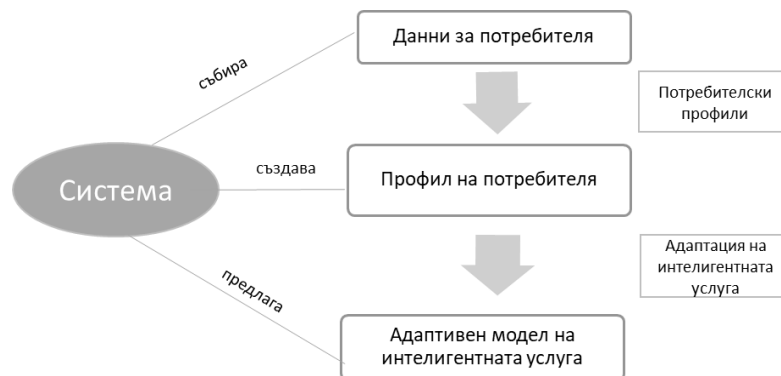 Данни за потребителя
събира
Потребителски
профили
Система
създава
Профил на потребителя
Адаптация на
интелигентната
услуга
предлага
Адаптивен модел на
интелигентната услуга